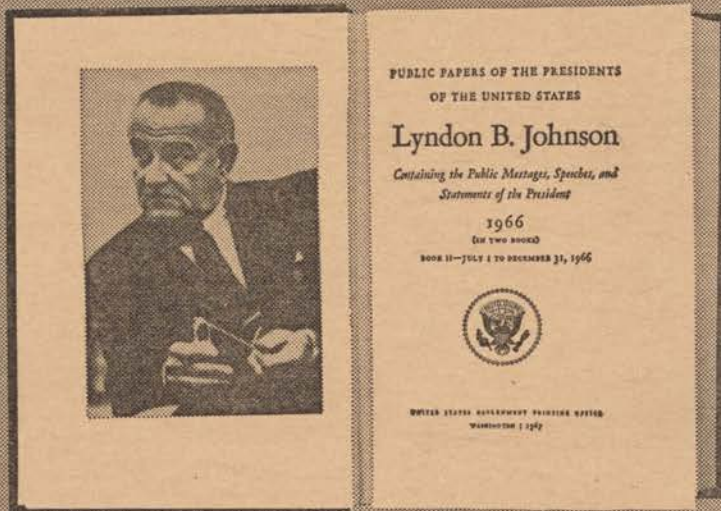 PUBLIC PAPERS OF THE PRESIDENTS
OF THE UNITED STATES
Lyndon B. Johnson
Containing the Public Messages, Speeches, and
Statements of the President
1966
(IN TWO BOOKS)
BOOK II—JULY 1 TO DECEMBER 31, 1966
UNITED STATES GOVERNMENT PRINTING OFFICE
WASHINGTON : 1967